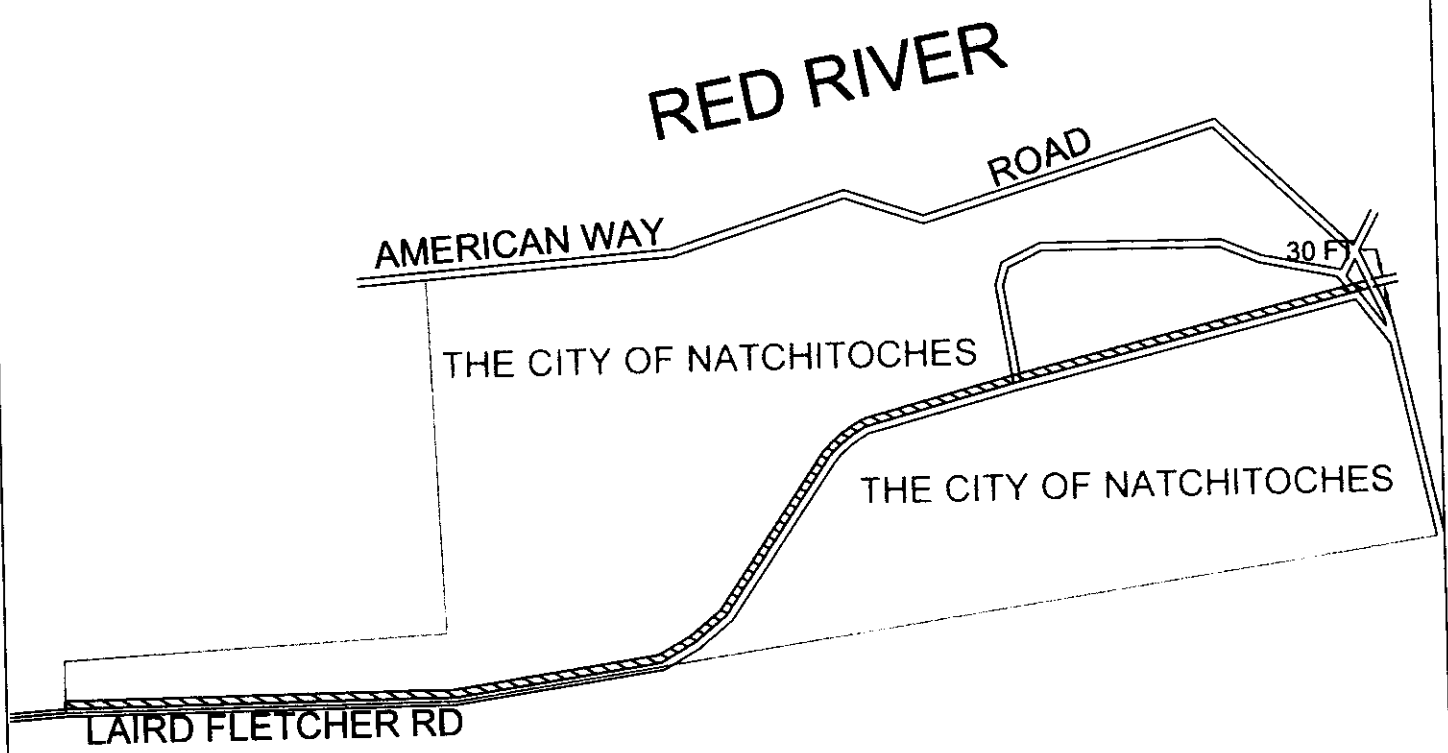 RED RIVER
ROAD
AMERICAN WAY
30 FT
THE CITY OF NATCHITOCHES
THE CITY OF NATCHITOCHES
LAIRD FLETCHER RD